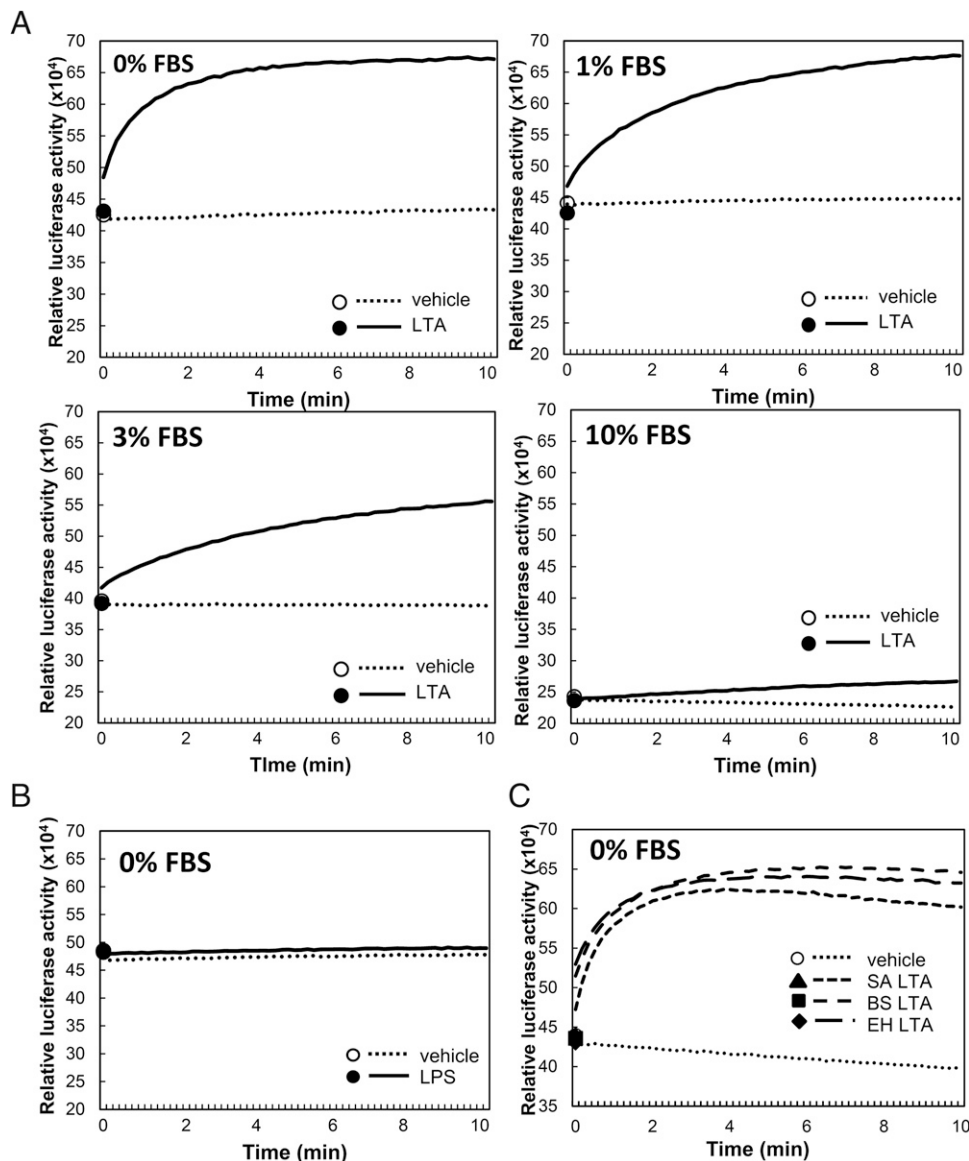 A
0% FBS
Relative luciferase activity (x10⁴)
70
65
60
55
50
45
40
35
30
25
20
vehicle
LTA
0 2 4 6 8 10
Time (min)
1% FBS
Relative luciferase activity (x10⁴)
70
65
60
55
50
45
40
35
30
25
20
vehicle
LTA
0 2 4 6 8 10
Time (min)
3% FBS
Relative luciferase activity (x10⁴)
70
65
60
55
50
45
40
35
30
25
20
vehicle
LTA
0 2 4 6 8 10
TIme (min)
10% FBS
Relative luciferase activity (x10⁴)
70
65
60
55
50
45
40
35
30
25
20
vehicle
LTA
0 2 4 6 8 10
Time (min)
B
0% FBS
Relative luciferase activity (x10⁴)
70
65
60
55
50
45
40
35
30
25
20
vehicle
LPS
0 2 4 6 8 10
Time (min)
C
0% FBS
Relative luciferase activity (x10⁴)
70
65
60
55
50
45
40
35
vehicle
SA LTA
BS LTA
EH LTA
0 2 4 6 8 10
Time (min)